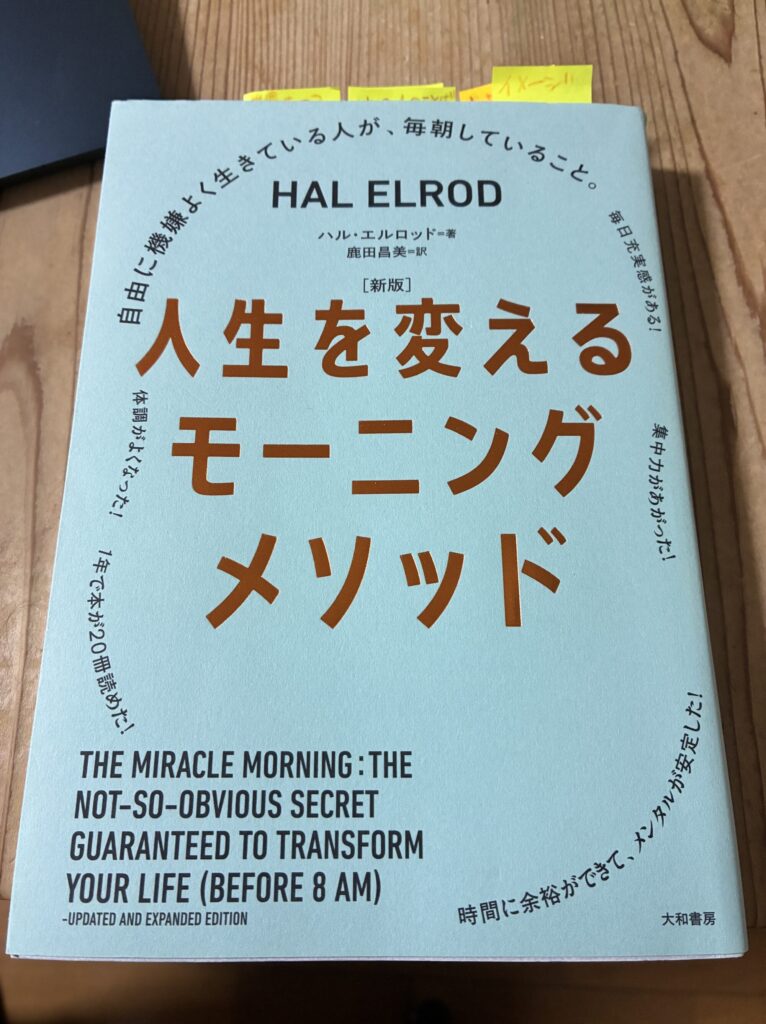 イメージ!!
自由に機嫌よく生きている人が、毎朝していること。
HAL ELROD
ハル・エルロッド=著
鹿田昌美=訳
[新版]
人生を変える
モーニング
メソッド
毎日充実感がある!
集中力があがった!
体調がよくなった!
1年で本が20冊読めた!
時間に余裕ができて、メンタルが安定した!
THE MIRACLE MORNING:THE
NOT-SO-OBVIOUS SECRET
GUARANTEED TO TRANSFORM
YOUR LIFE (BEFORE 8 AM)
-UPDATED AND EXPANDED EDITION
大和書房